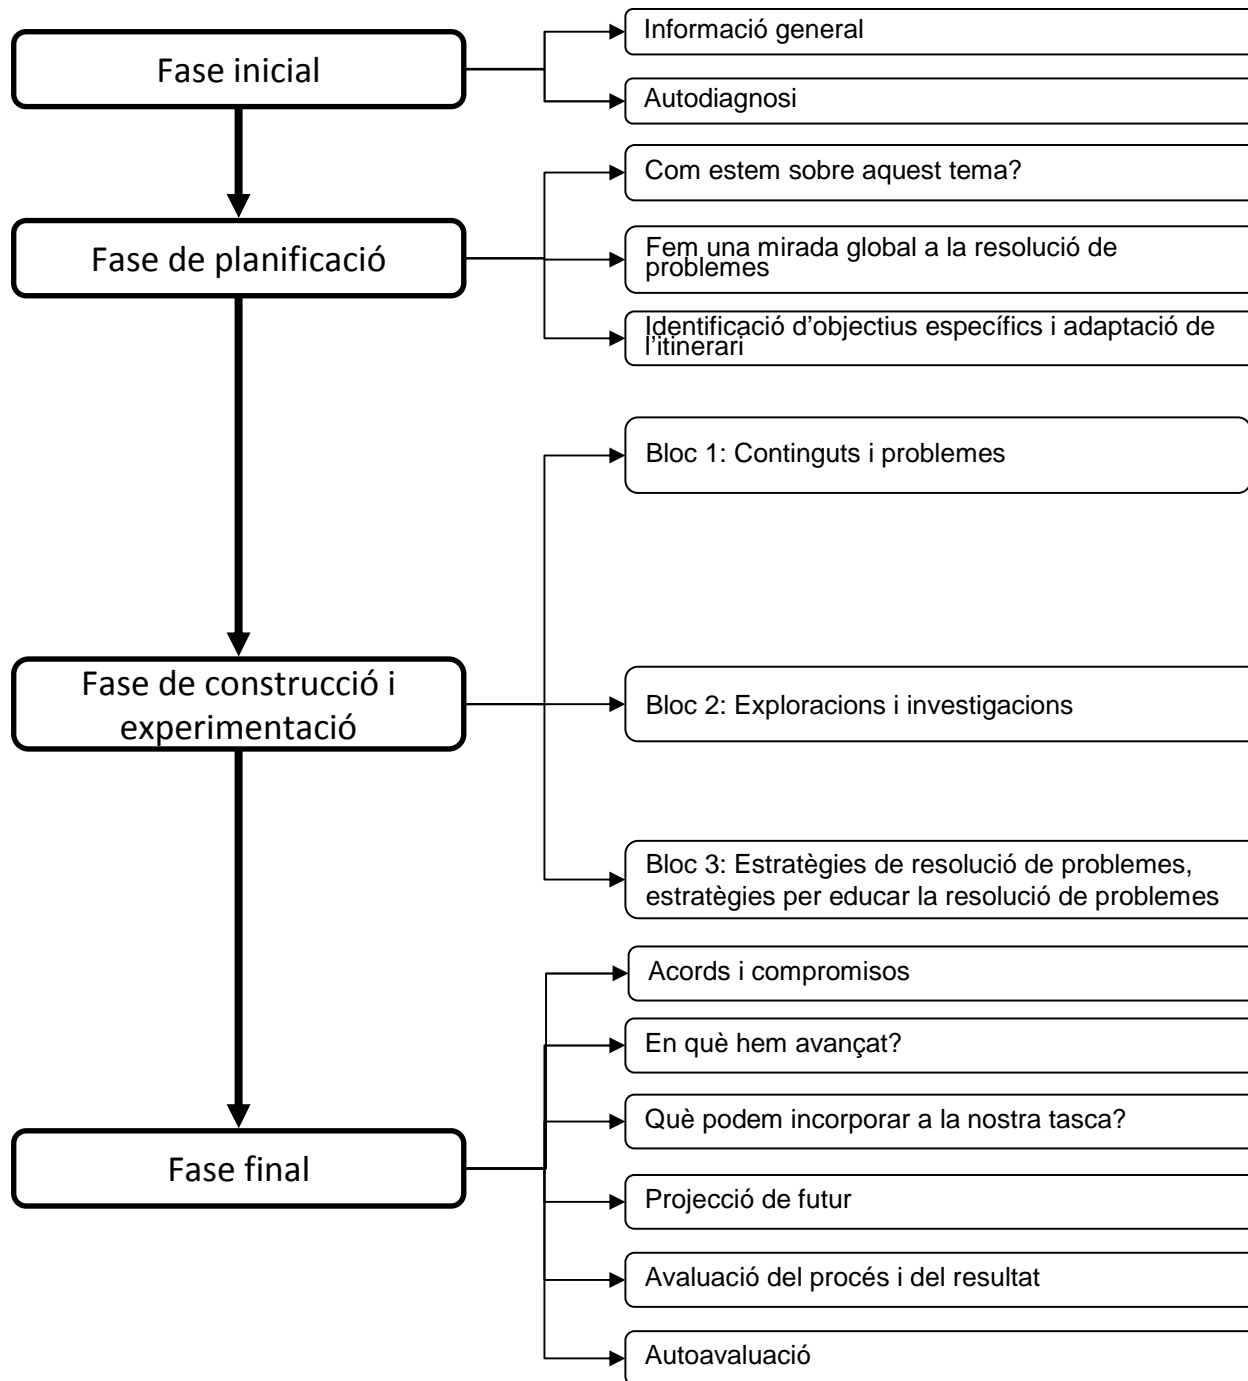 Fase inicial
Informació general
Autodiagnosi
Fase de planificació
Com estem sobre aquest tema?
Fem una mirada global a la resolució de
problemes
Identificació d’objectius específics i adaptació de
l’itinerari
Fase de construcció i
experimentació
Bloc 1: Continguts i problemes
Bloc 2: Exploracions i investigacions
Bloc 3: Estratègies de resolució de problemes,
estratègies per educar la resolució de problemes
Fase final
Acords i compromisos
En què hem avançat?
Què podem incorporar a la nostra tasca?
Projecció de futur
Avaluació del procés i del resultat
Autoavaluació